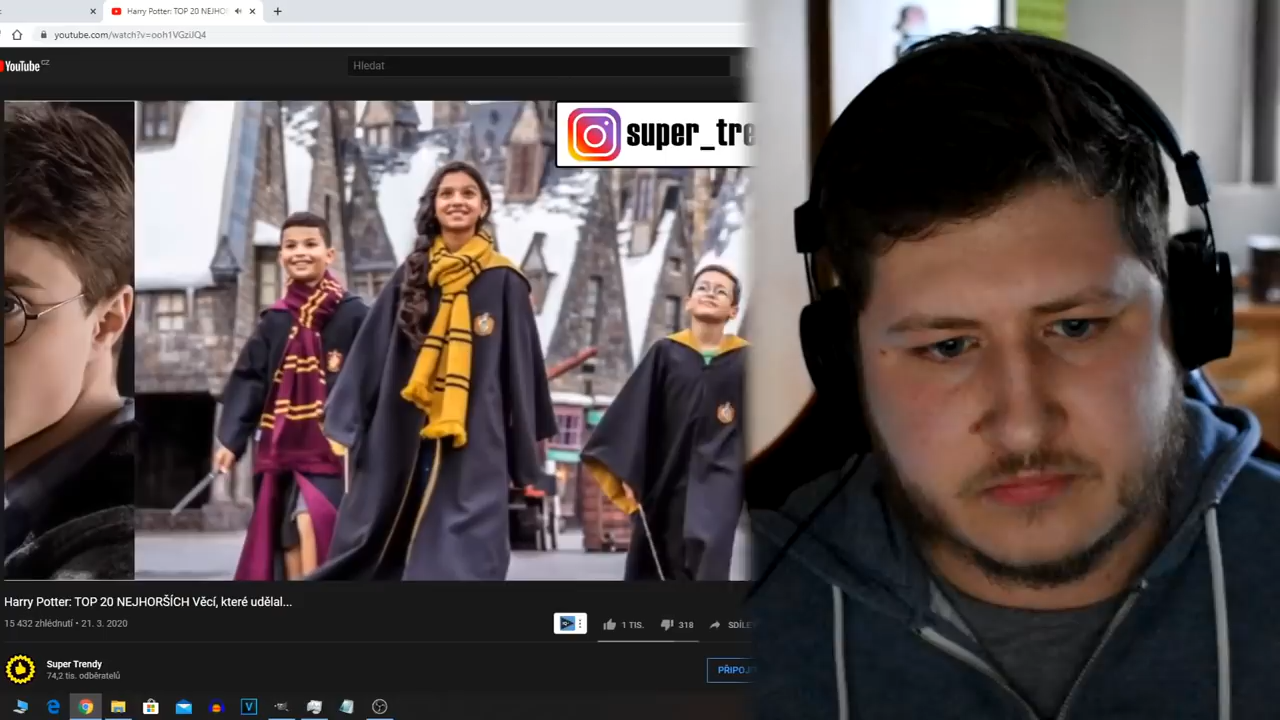 Harry Potter: TOP 20 NEJHO
youtube.com/watch?v=ooh1VGziJQ4
YouTube CZ
Hledat
super_tre
Harry Potter: TOP 20 NEJHORŠÍCH Věcí, které udělal...
15 432 zhlédnutí • 21. 3. 2020
1 TIS.
318
SDÍLE
Super Trendy
74,2 tis. odběratelů
PŘIPOJ